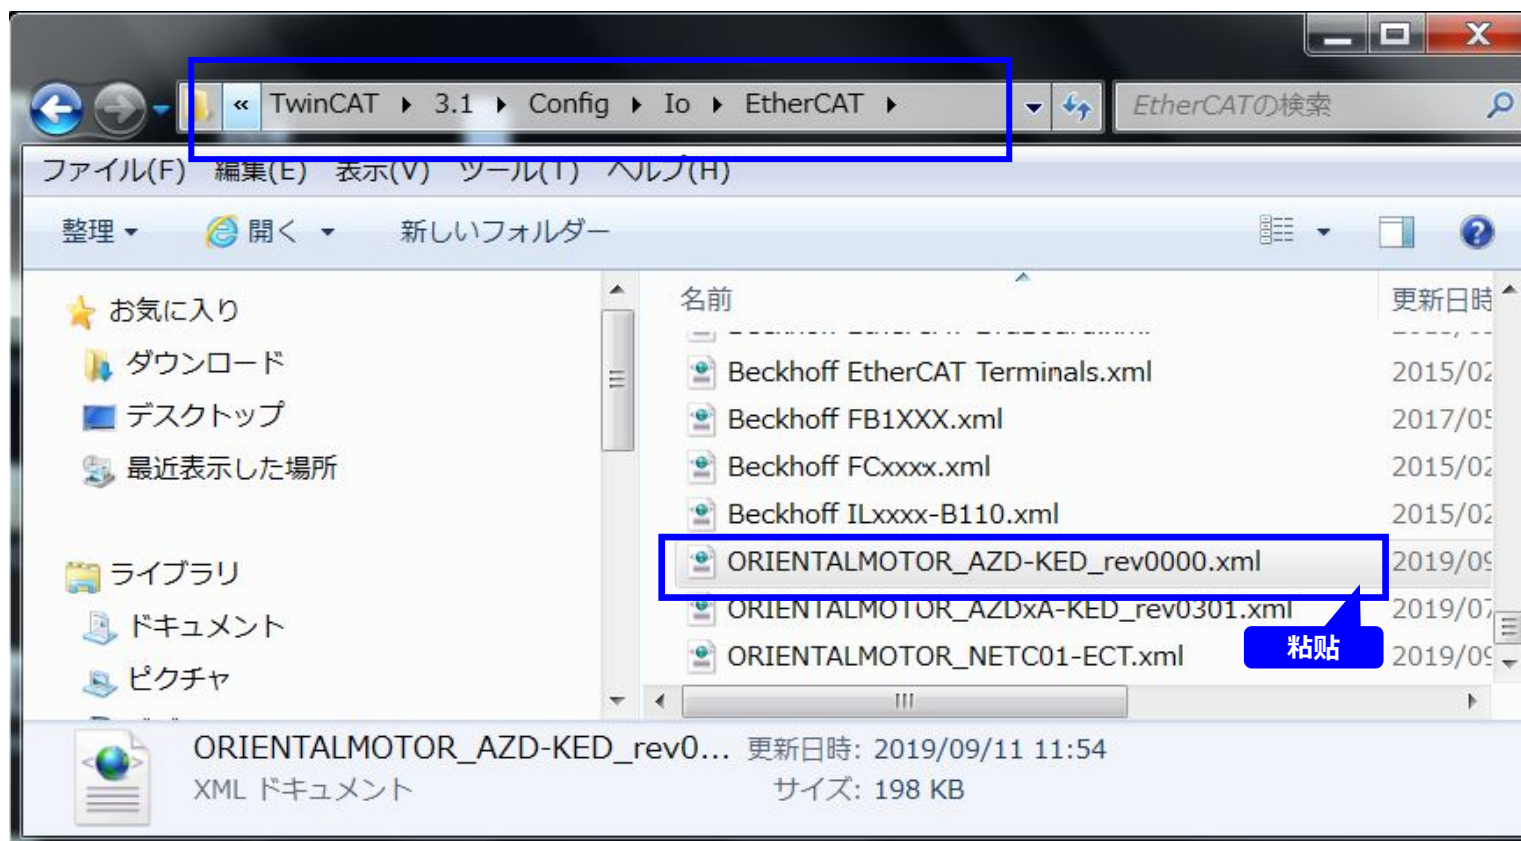 « TwinCAT ▸ 3.1 ▸ Config ▸ Io ▸ EtherCAT ▸ EtherCATの検索
ファイル(F) 編集(E) 表示(V) ツール(T) ヘルプ(H)
整理 開く 新しいフォルダー
お気に入り
ダウンロード
デスクトップ
最近表示した場所
ライブラリ
ドキュメント
ピクチャ
名前 更新日時
Beckhoff EtherCAT Terminals.xml 2015/02
Beckhoff FB1XXX.xml 2017/05
Beckhoff FCxxxx.xml 2015/02
Beckhoff ILxxxx-B110.xml 2015/02
ORIENTALMOTOR_AZD-KED_rev0000.xml 2019/09
ORIENTALMOTOR_AZDxA-KED_rev0301.xml 2019/07
粘贴
ORIENTALMOTOR_NETC01-ECT.xml 2019/09
ORIENTALMOTOR_AZD-KED_rev0... 更新日時: 2019/09/11 11:54
XML ドキュメント サイズ: 198 KB